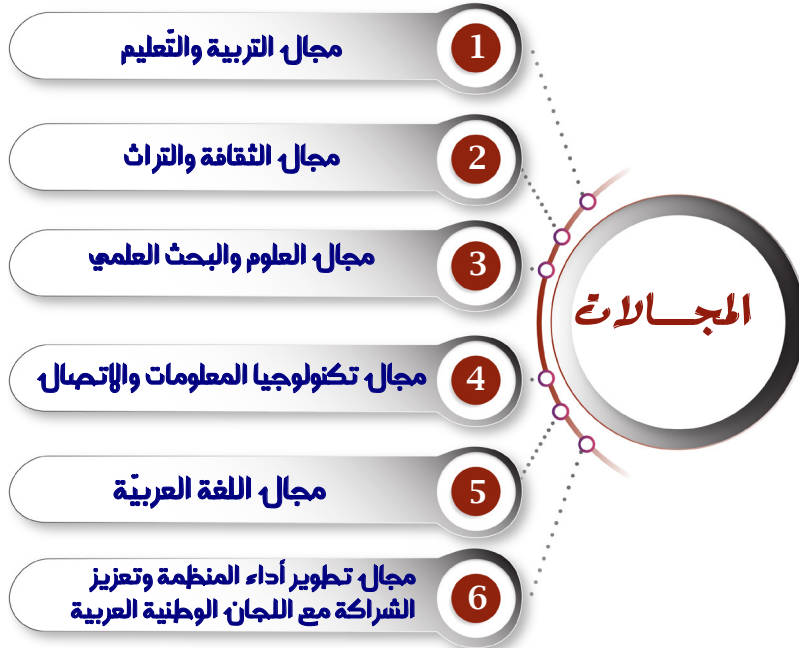 المجـــالات
1
مجال التربية والتّعليم
2
مجال الثقافة والتراث
3
مجال العلوم والبحث العلمي
4
مجال تكنولوجيا المعلومات والاتصال
5
مجال اللغة العربيّة
6
مجال تطوير أداء المنظمة وتعزيز
الشراكة مع اللجان الوطنية العربية